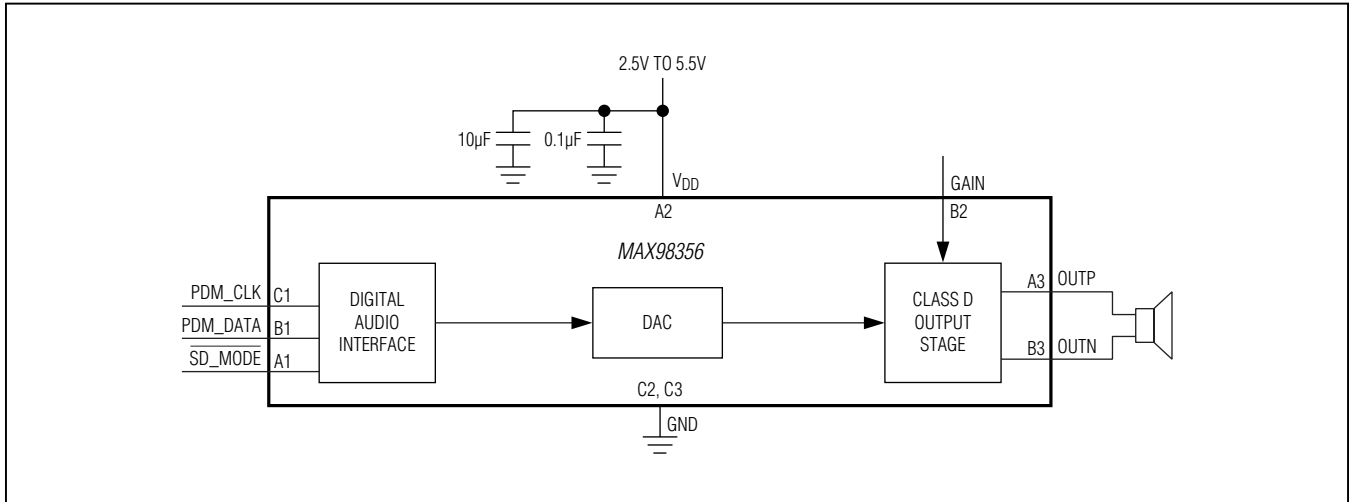 2.5V TO 5.5V
10µF
0.1µF
VDD
GAIN
A2
B2
MAX98356
PDM_CLK
C1
PDM_DATA
B1
SD_MODE
A1
DIGITAL
AUDIO
INTERFACE
DAC
CLASS D
OUTPUT
STAGE
A3
OUTP
B3
OUTN
C2, C3
GND